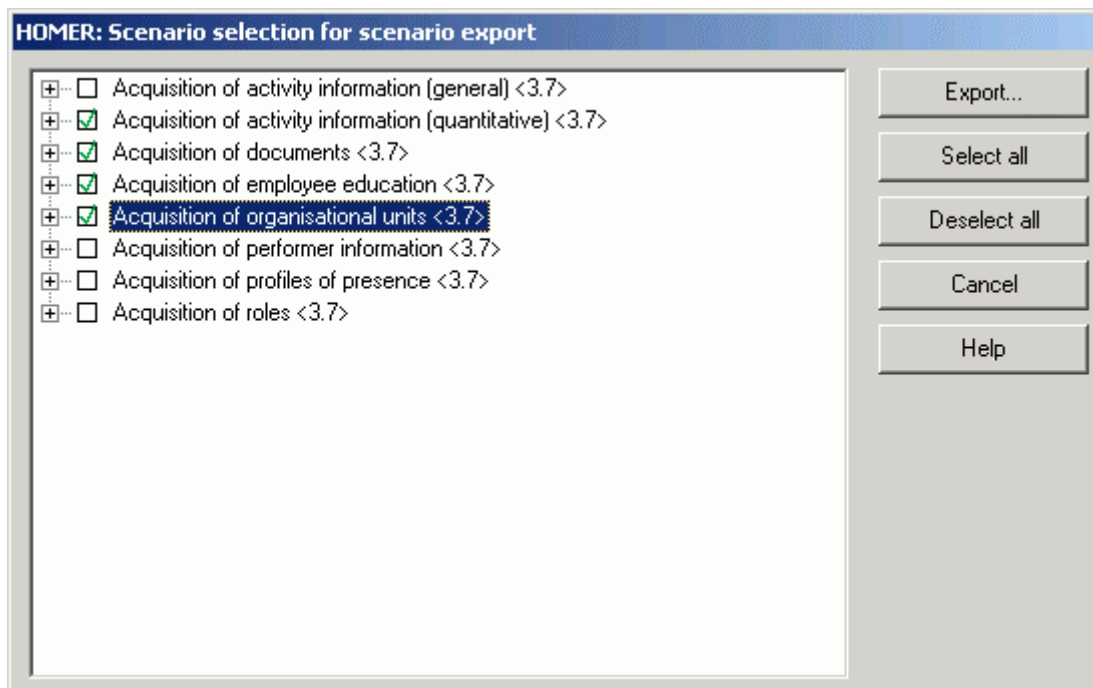 HOMER: Scenario selection for scenario export
Acquisition of activity information (general) <3.7>
Acquisition of activity information (quantitative) <3.7>
Acquisition of documents <3.7>
Acquisition of employee education <3.7>
Acquisition of organisational units <3.7>
Acquisition of performer information <3.7>
Acquisition of profiles of presence <3.7>
Acquisition of roles <3.7>
Export...
Select all
Deselect all
Cancel
Help